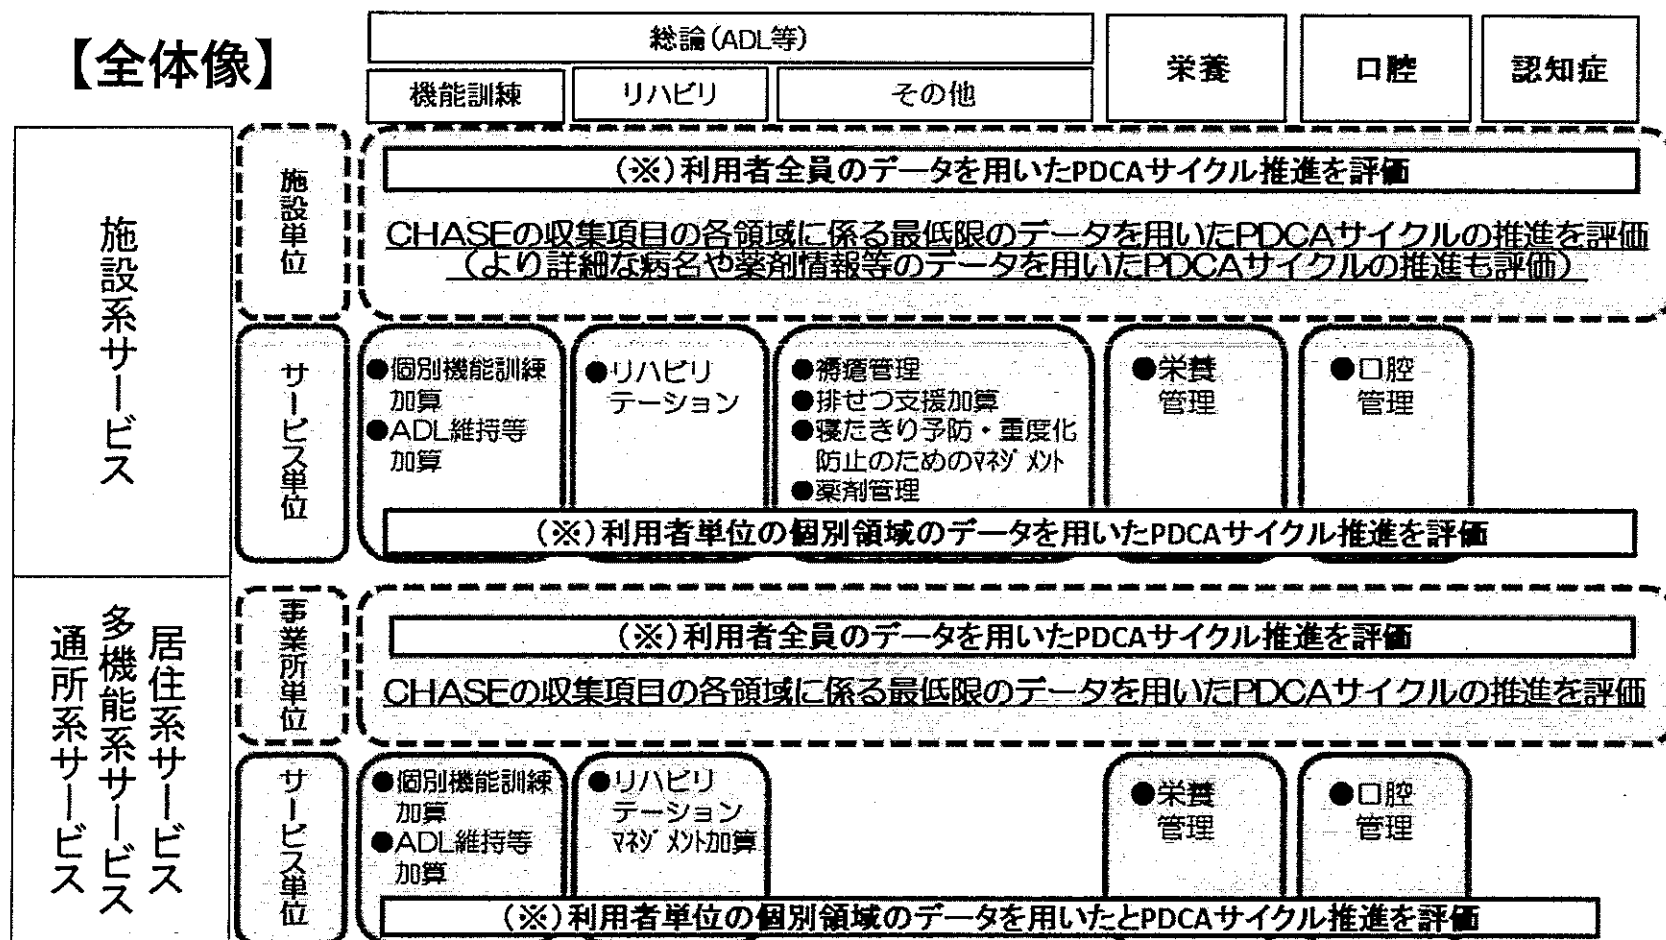 【全体像】
総論(ADL等)
機能訓練
リハビリ
その他
栄養
口腔
認知症
施設系サービス
施設単位
(※)利用者全員のデータを用いたPDCAサイクル推進を評価
CHASEの収集項目の各領域に係る最低限のデータを用いたPDCAサイクルの推進を評価
(より詳細な病名や薬剤情報等のデータを用いたPDCAサイクルの推進も評価)
サービス単位
●個別機能訓練
加算
●ADL維持等
加算
●リハビリ
テーション
●褥瘡管理
●排せつ支援加算
●寝たきり予防・重度化
防止のためのマネジメント
●薬剤管理
●栄養
管理
●口腔
管理
(※)利用者単位の個別領域のデータを用いたPDCAサイクル推進を評価
居住系サービス
多機能系サービス
通所系サービス
事業所単位
(※)利用者全員のデータを用いたPDCAサイクル推進を評価
CHASEの収集項目の各領域に係る最低限のデータを用いたPDCAサイクルの推進を評価
サービス単位
●個別機能訓練
加算
●ADL維持等
加算
●リハビリ
テーション
マネジメント加算
●栄養
管理
●口腔
管理
(※)利用者単位の個別領域のデータを用いたとPDCAサイクル推進を評価